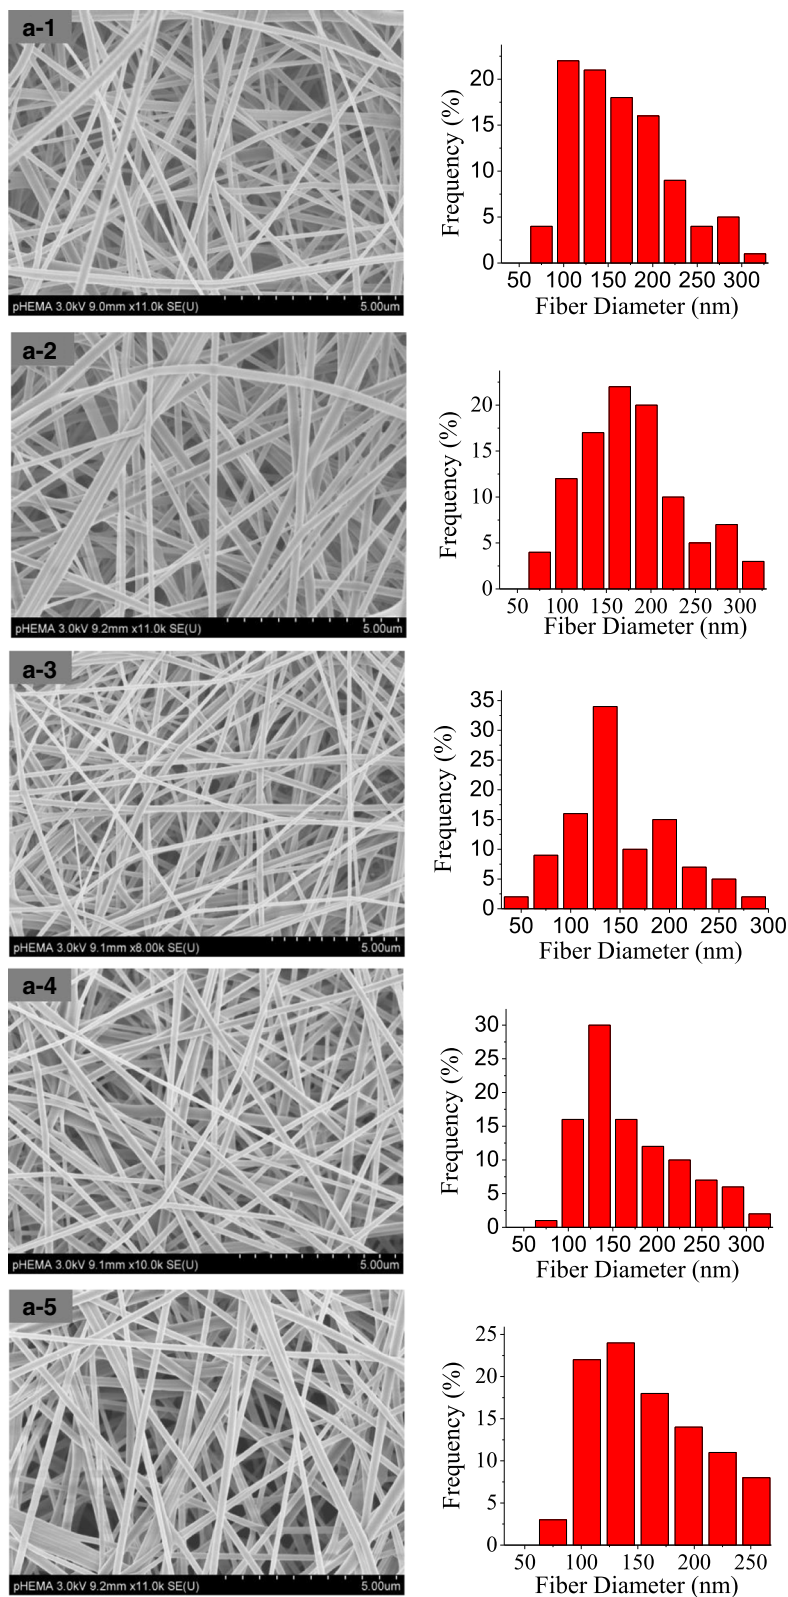 a-1
pHEMA 3.0kV 9.0mm x11.0k SE(U)
5.00um
Frequency (%)
20
15
10
5
0
50 100 150 200 250 300
Fiber Diameter (nm)
a-2
pHEMA 3.0kV 9.2mm x11.0k SE(U)
5.00um
Frequency (%)
20
15
10
5
0
50 100 150 200 250 300
Fiber Diameter (nm)
a-3
pHEMA 3.0kV 9.1mm x8.00k SE(U)
5.00um
Frequency (%)
35
30
25
20
15
10
5
0
50 100 150 200 250 300
Fiber Diameter (nm)
a-4
pHEMA 3.0kV 9.1mm x10.0k SE(U)
5.00um
Frequency (%)
30
25
20
15
10
5
0
50 100 150 200 250 300
Fiber Diameter (nm)
a-5
pHEMA 3.0kV 9.2mm x11.0k SE(U)
5.00um
Frequency (%)
25
20
15
10
5
0
50 100 150 200 250
Fiber Diameter (nm)